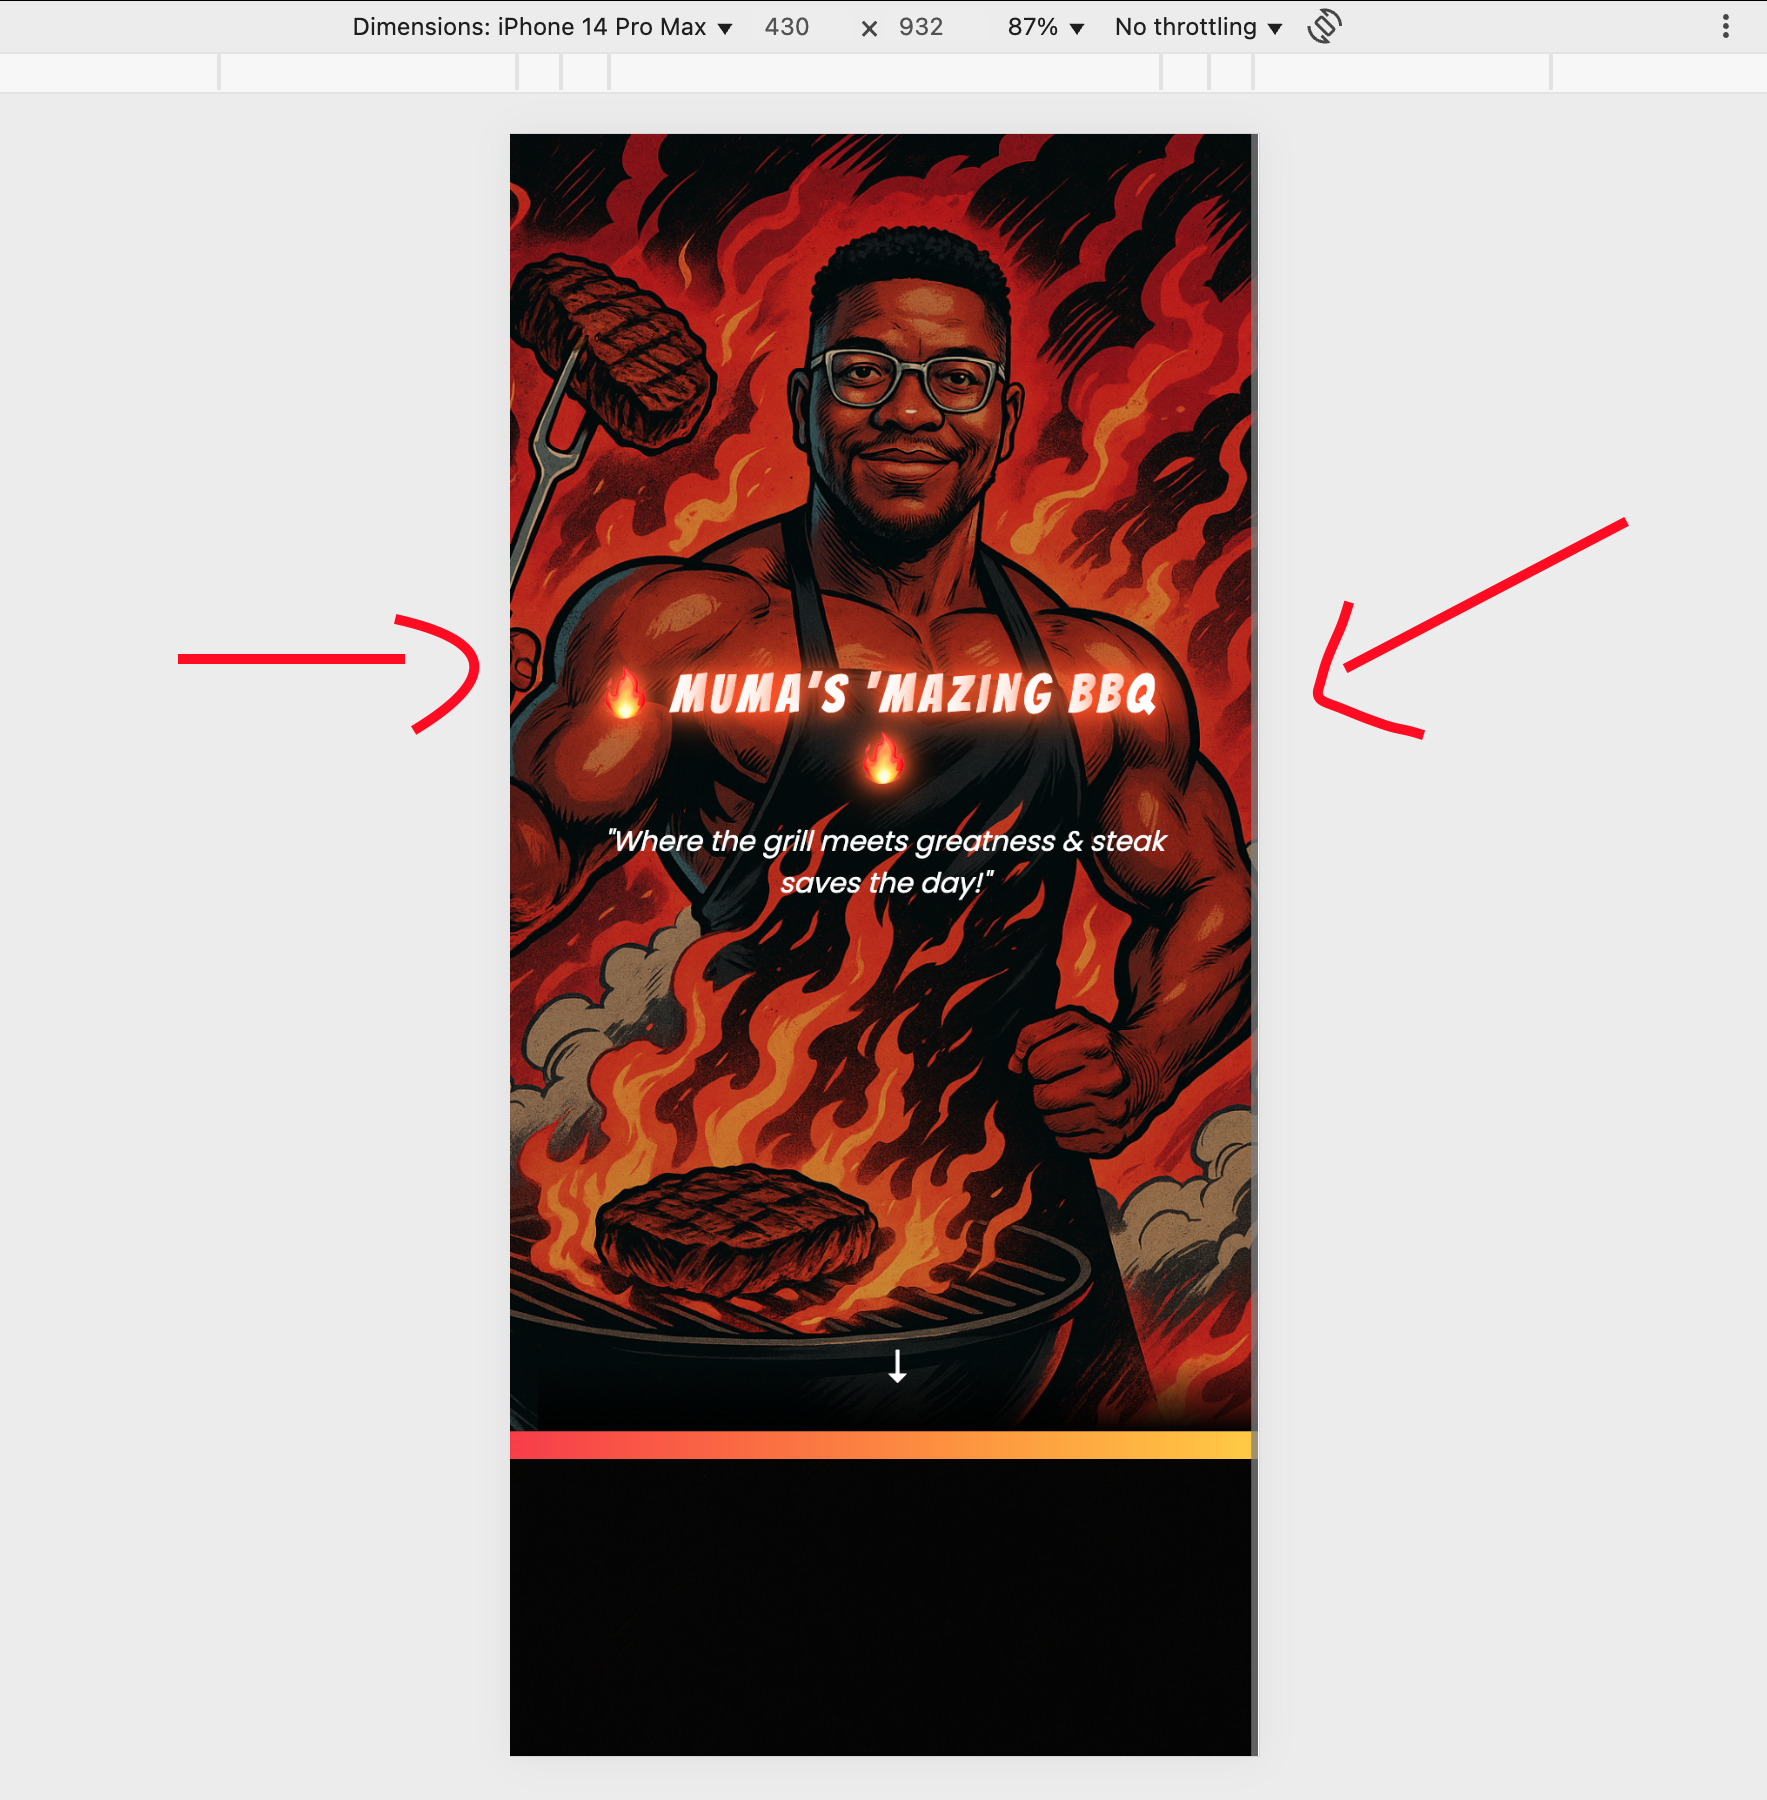 Dimensions: iPhone 14 Pro Max ▼ 430 × 932 87% ▼ No throttling ▼
🔥 MUMA'S 'MAZING BBQ
🔥
"Where the grill meets greatness & steak
saves the day!"